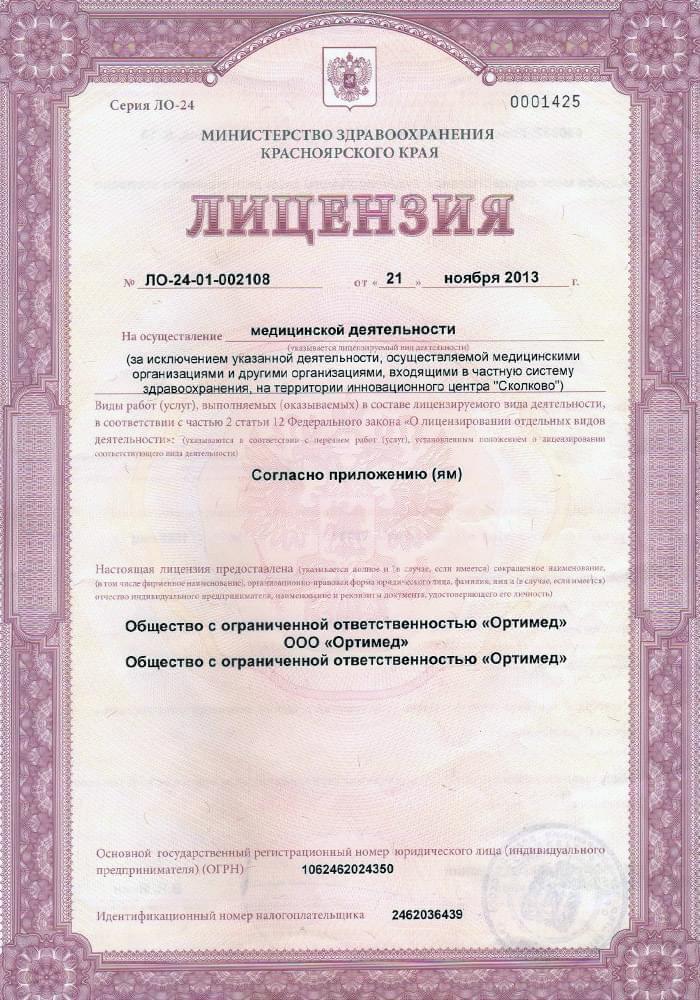 Серия ЛО-24
0001425
МИНИСТЕРСТВО ЗДРАВООХРАНЕНИЯ
КРАСНОЯРСКОГО КРАЯ
ЛИЦЕНЗИЯ
№ ЛО-24-01-002108 от « 21 » ноября 2013 г.
На осуществление медицинской деятельности
(указывается лицензируемый вид деятельности)
(за исключением указанной деятельности, осуществляемой медицинскими
организациями и другими организациями, входящими в частную систему
здравоохранения, на территории инновационного центра "Сколково")
Виды работ (услуг), выполняемых (оказываемых) в составе лицензируемого вида деятельности,
в соответствии с частью 2 статьи 12 Федерального закона «О лицензировании отдельных видов
деятельности»: (указываются в соответствии с перечнем работ (услуг), установленным положением о лицензировании
соответствующего вида деятельности)
Согласно приложению (ям)
Настоящая лицензия предоставлена (указывается полное и (в случае, если имеется) сокращенное наименование,
(в том числе фирменное наименование), организационно-правовая форма юридического лица, фамилия, имя и (в случае, если имеется)
отчество индивидуального предпринимателя, наименование и реквизиты документа, удостоверяющего его личность)
Общество с ограниченной ответственностью «Ортимед»
ООО «Ортимед»
Общество с ограниченной ответственностью «Ортимед»
Основной государственный регистрационный номер юридического лица (индивидуального
предпринимателя) (ОГРН) 1062462024350
Идентификационный номер налогоплательщика 2462036439